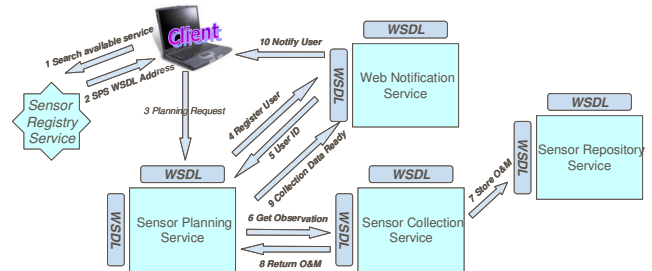 Client
WSDL
10 Notify User
1 Search available service
2 SPS WSDL Address
WSDL
Web Notification
Service
Sensor
Registry
Service
3 Planning Request
4 Register User
5 User ID
9 Collection Data Ready
WSDL
WSDL
Sensor Repository
Service
7 Store O&M
WSDL
WSDL
Sensor Planning
Service
6 Get Observation
8 Return O&M
WSDL
WSDL
Sensor Collection
Service